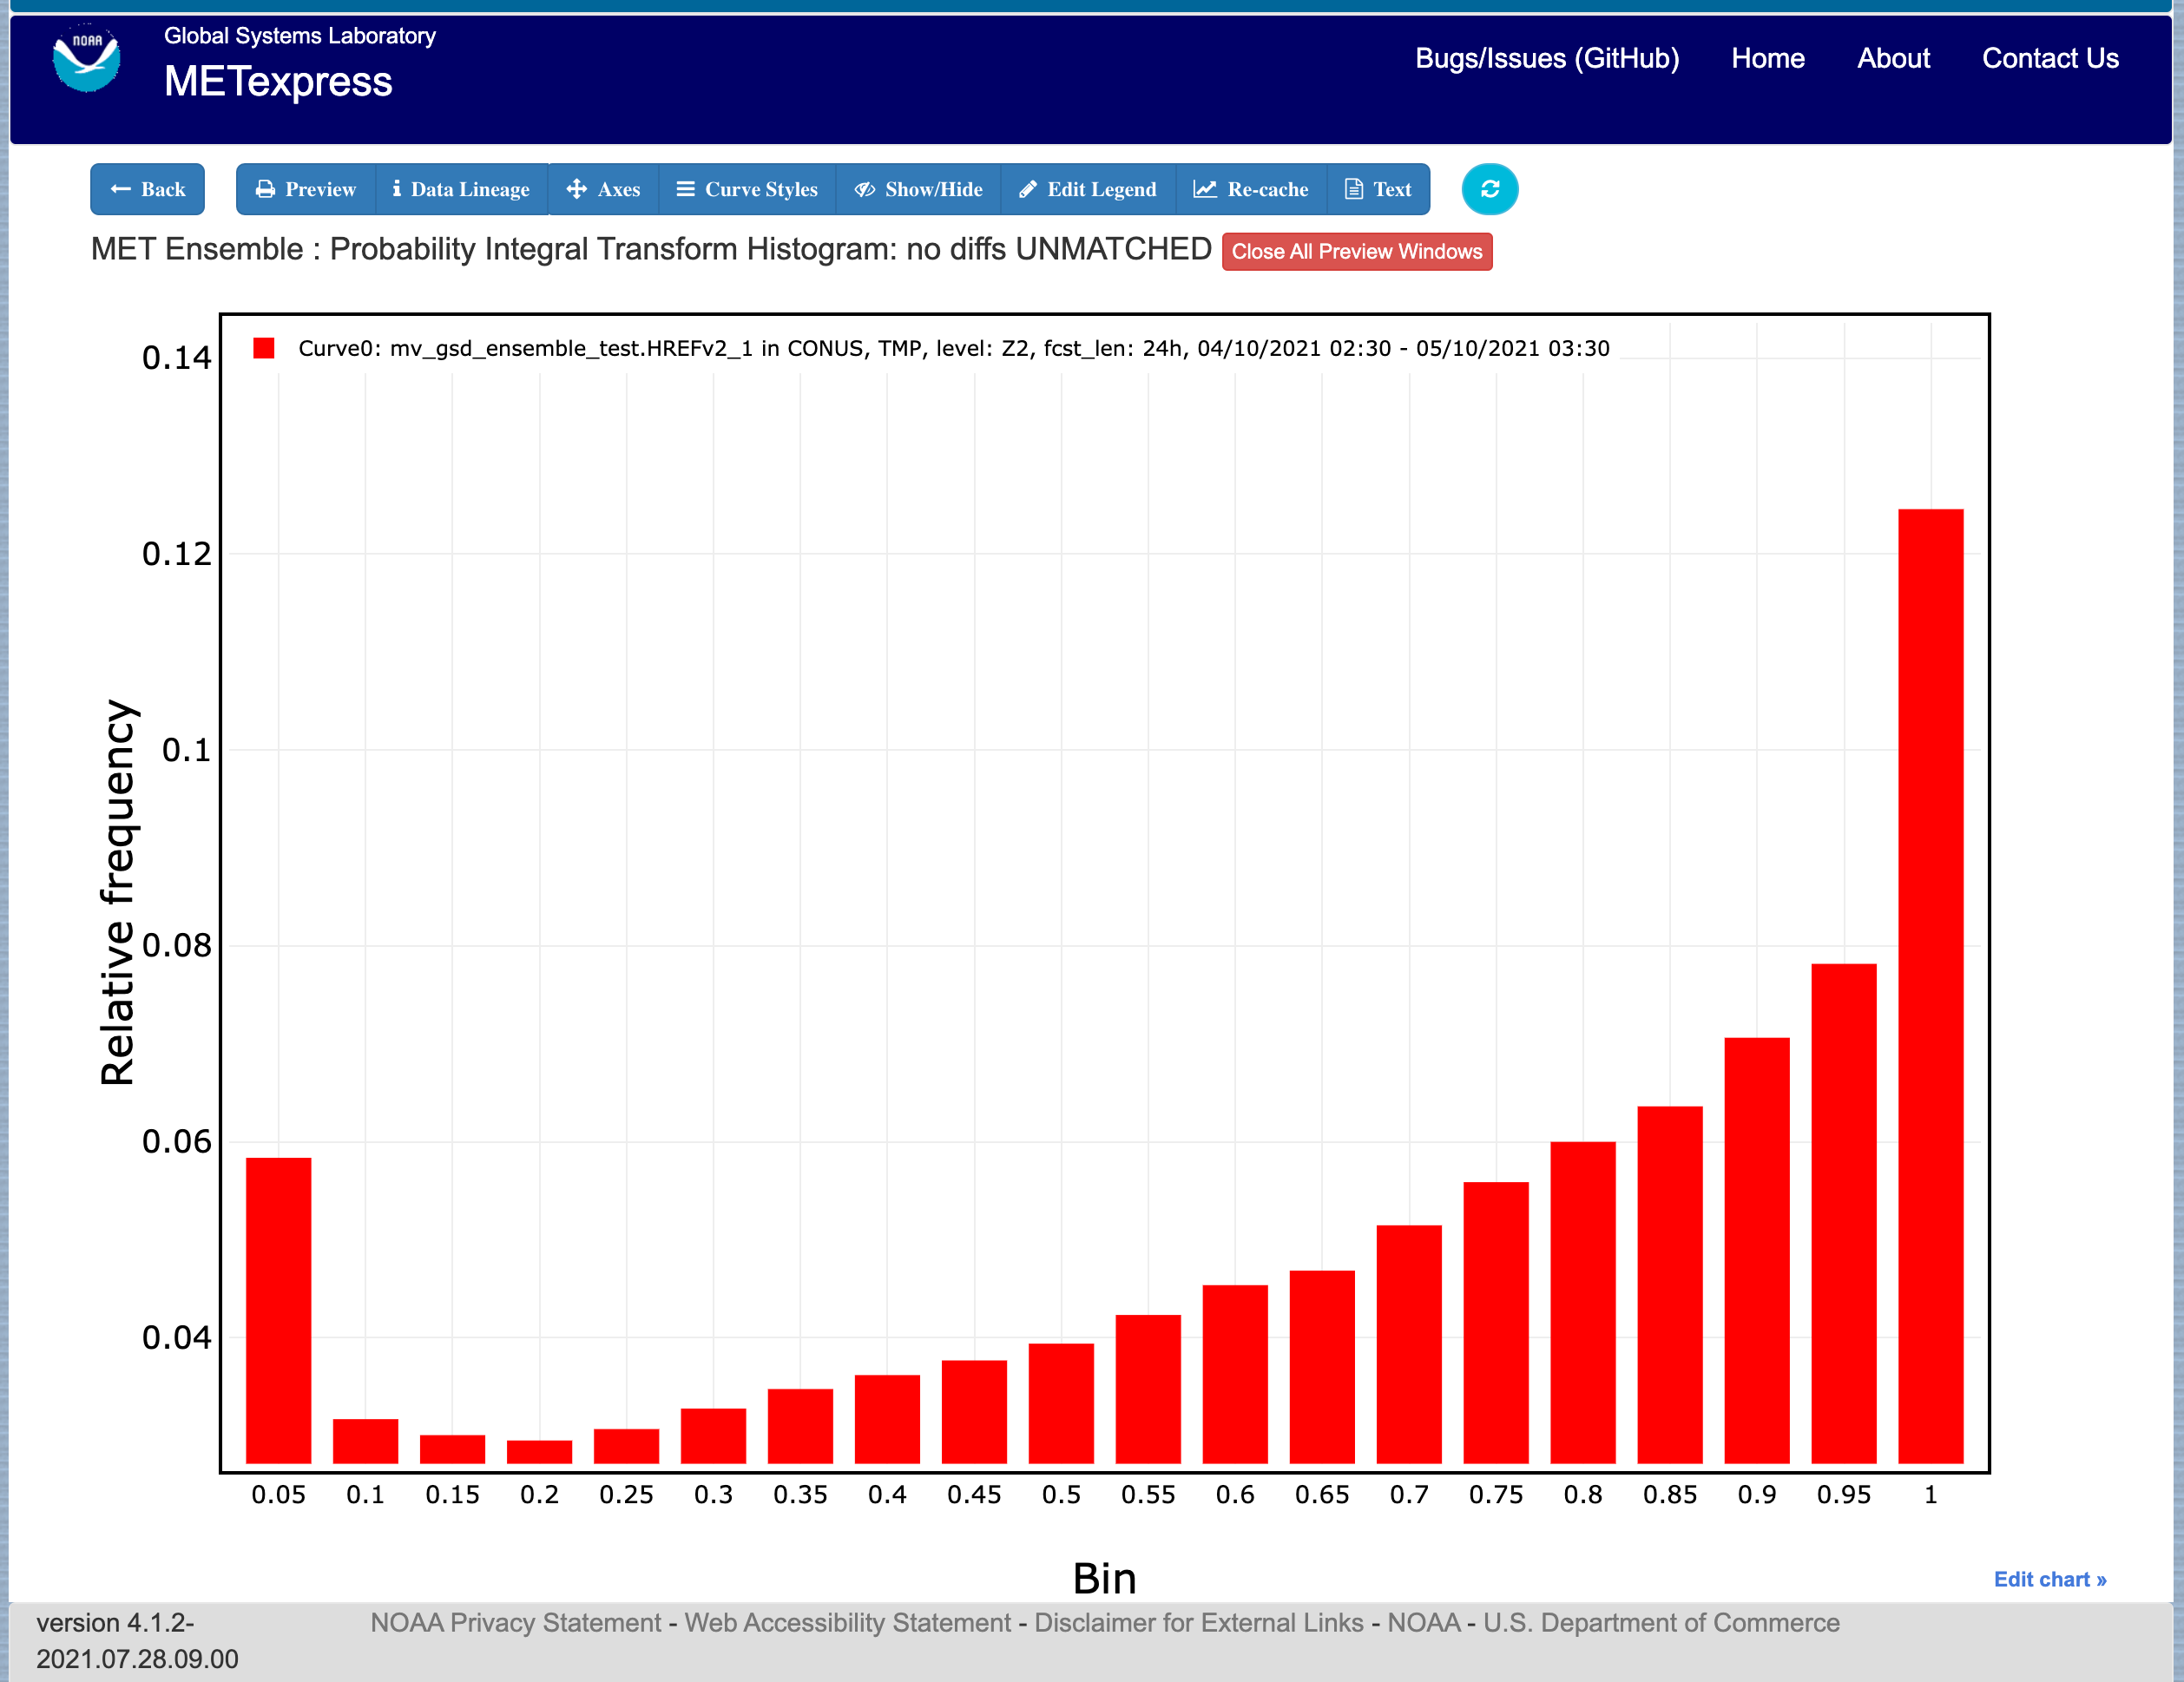 NOAA
Global Systems Laboratory
METexpress
Bugs/Issues (GitHub) Home About Contact Us
Back Preview Data Lineage Axes Curve Styles Show/Hide Edit Legend Re-cache Text
MET Ensemble : Probability Integral Transform Histogram: no diffs UNMATCHED Close All Preview Windows
Curve0: mv_gsd_ensemble_test.HREFv2_1 in CONUS, TMP, level: Z2, fcst_len: 24h, 04/10/2021 02:30 - 05/10/2021 03:30
0.14
0.12
0.1
0.08
0.06
0.04
Relative frequency
0.05 0.1 0.15 0.2 0.25 0.3 0.35 0.4 0.45 0.5 0.55 0.6 0.65 0.7 0.75 0.8 0.85 0.9 0.95 1
Bin
Edit chart »
version 4.1.2-
2021.07.28.09.00
NOAA Privacy Statement - Web Accessibility Statement - Disclaimer for External Links - NOAA - U.S. Department of Commerce